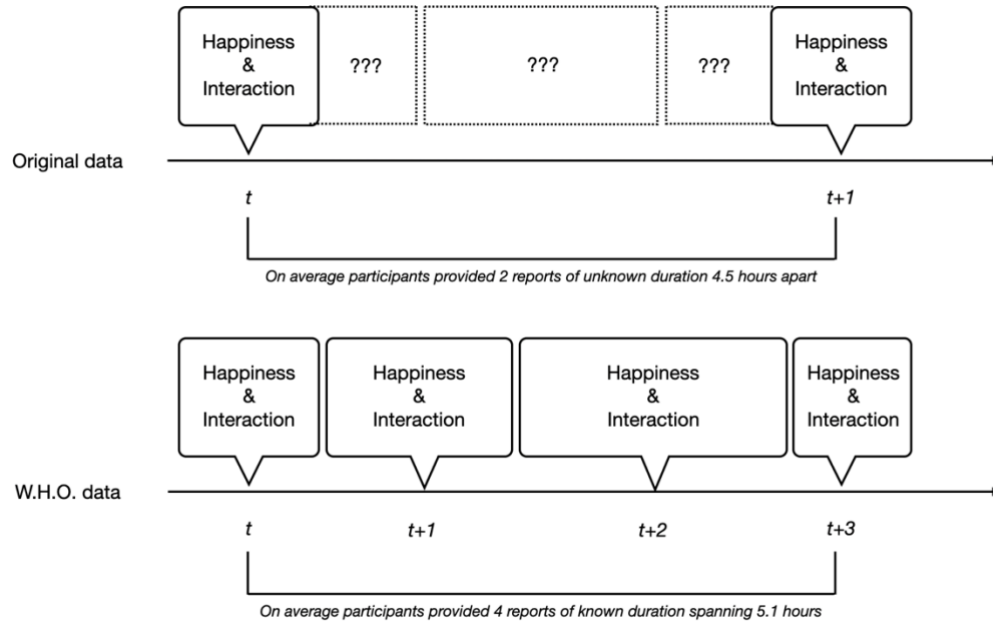 Happiness
&
Interaction
???
???
???
Happiness
&
Interaction
Original data
t
t+1
On average participants provided 2 reports of unknown duration 4.5 hours apart
Happiness
&
Interaction
Happiness
&
Interaction
Happiness
&
Interaction
Happiness
&
Interaction
W.H.O. data
t
t+1
t+2
t+3
On average participants provided 4 reports of known duration spanning 5.1 hours